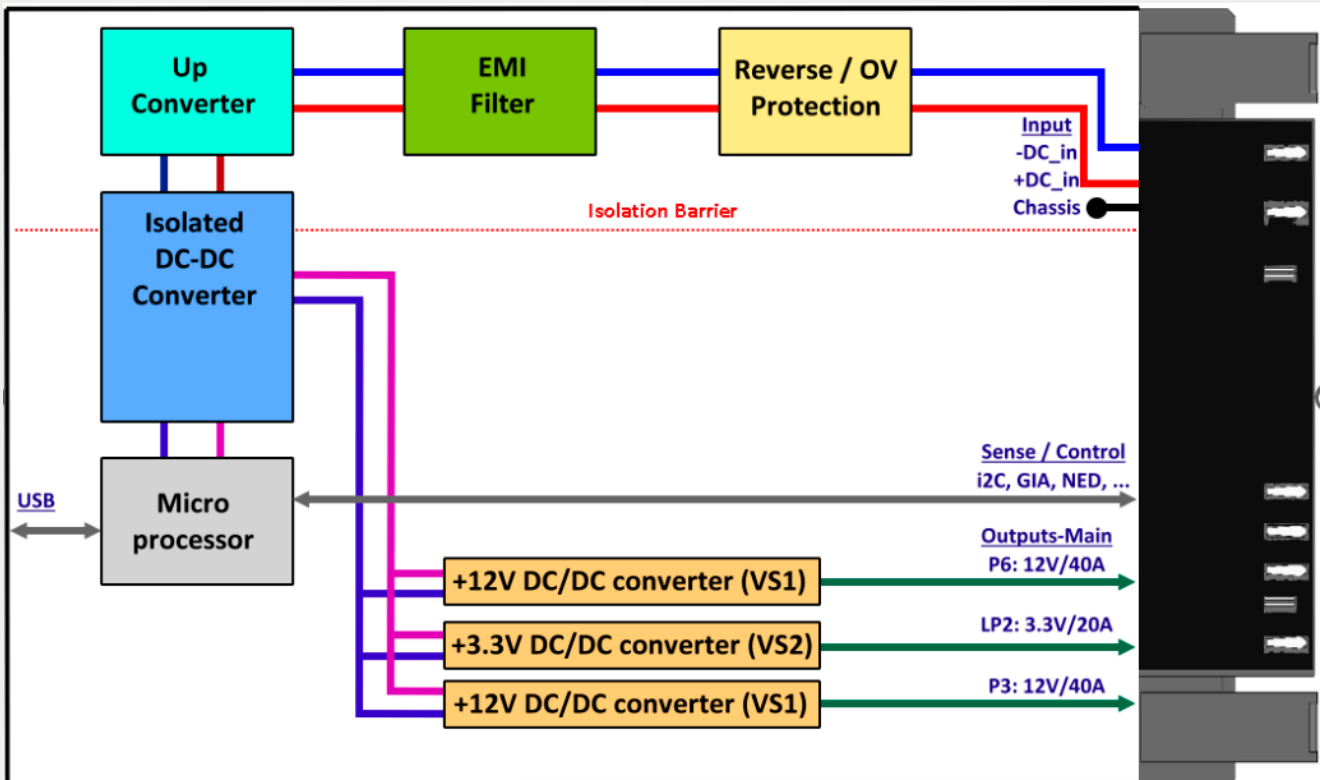 Up
Converter
EMI
Filter
Reverse / OV
Protection
Input
-DC_in
+DC_in
Chassis
Isolation Barrier
Isolated
DC-DC
Converter
Sense / Control
i2C, GIA, NED, ...
USB
Micro
processor
Outputs-Main
P6: 12V/40A
+12V DC/DC converter (VS1)
LP2: 3.3V/20A
+3.3V DC/DC converter (VS2)
P3: 12V/40A
+12V DC/DC converter (VS1)